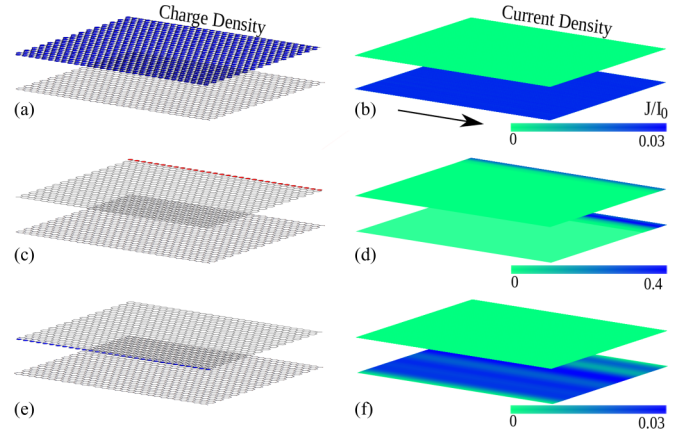 Charge Density
Current Density
(a)
(b)
J/I0
0
0.03
(c)
(d)
0
0.4
(e)
(f)
0
0.03